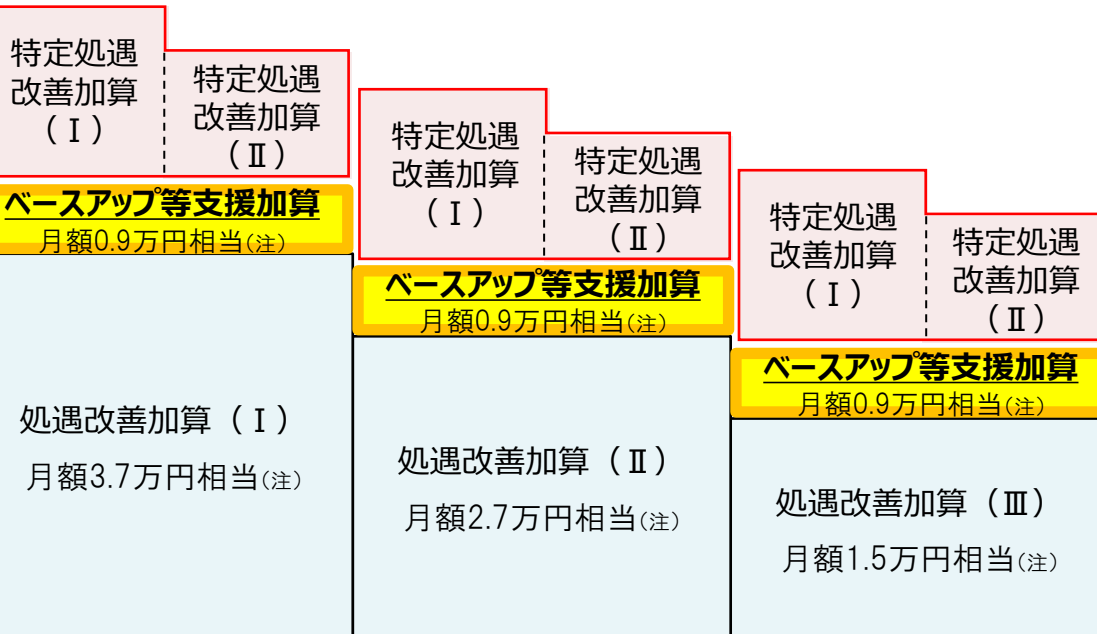 特定処遇
改善加算
（Ⅰ）
特定処遇
改善加算
（Ⅱ）
ベースアップ等支援加算
月額0.9万円相当(注)
処遇改善加算（Ⅰ）
月額3.7万円相当(注)
特定処遇
改善加算
（Ⅰ）
特定処遇
改善加算
（Ⅱ）
ベースアップ等支援加算
月額0.9万円相当(注)
処遇改善加算（Ⅱ）
月額2.7万円相当(注)
特定処遇
改善加算
（Ⅰ）
特定処遇
改善加算
（Ⅱ）
ベースアップ等支援加算
月額0.9万円相当(注)
処遇改善加算（Ⅲ）
月額1.5万円相当(注)